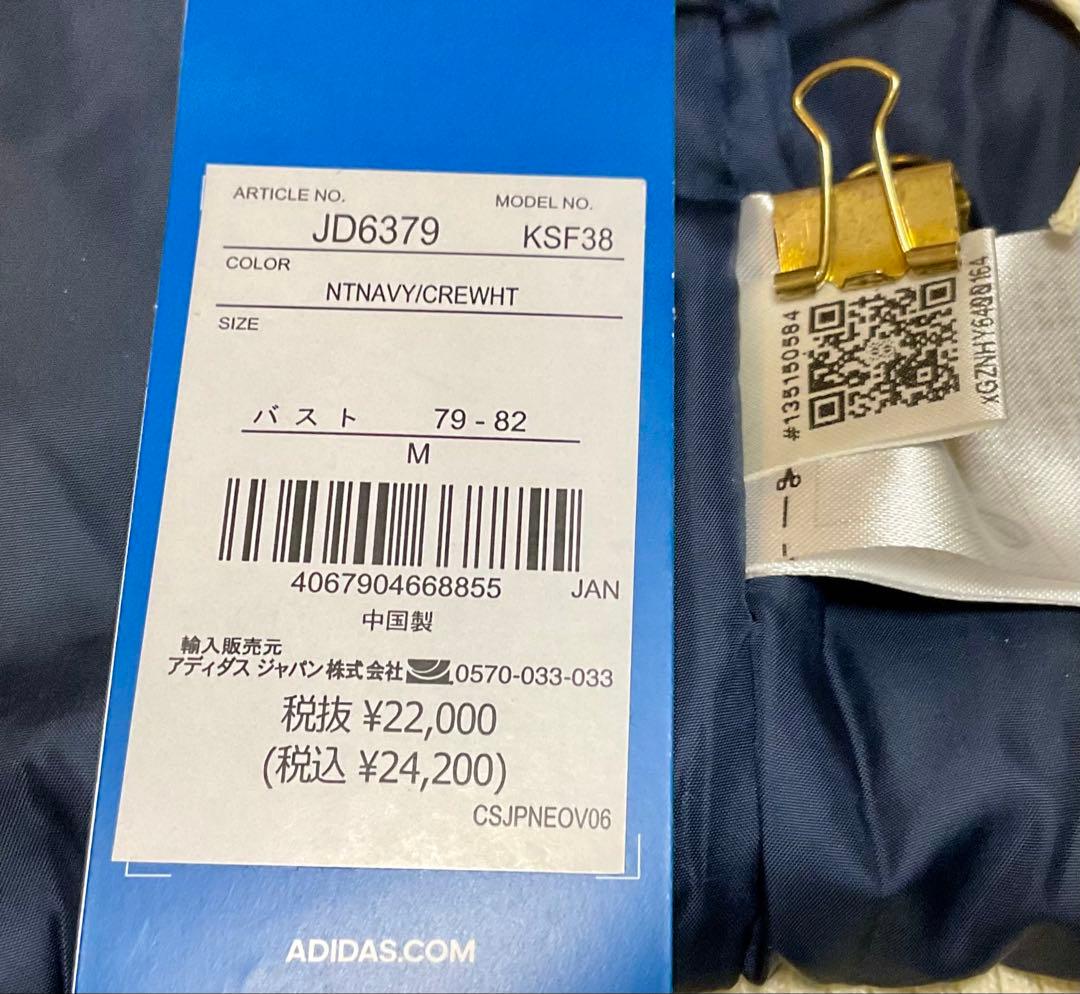 ARTICLE NO. MODEL NO.
JD6379 KSF38
COLOR
NTNAVY/CREWHT
SIZE
バスト 79-82
M
4067904668855 JAN
中国製
輸入販売元
アディダス ジャパン株式会社 0570-033-033
税抜 ¥22,000
(税込 ¥24,200)
CSJPNEOV06
ADIDAS.COM
#135150584
XGZNHY6400164